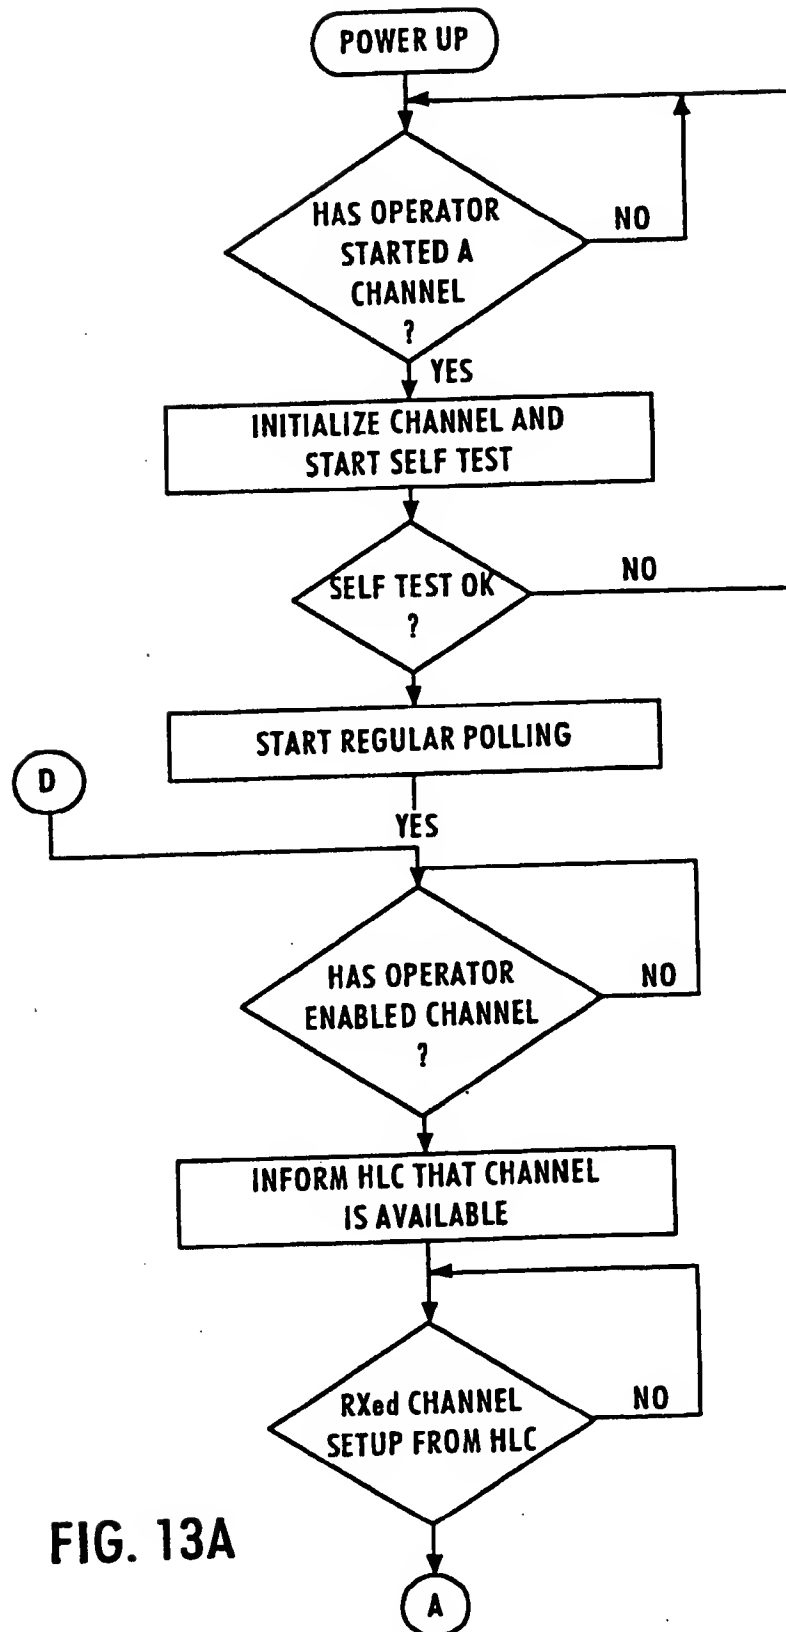 POWER UP
HAS OPERATOR
STARTED A
CHANNEL
?
NO
YES
INITIALIZE CHANNEL AND
START SELF TEST
SELF TEST OK
?
NO
START REGULAR POLLING
D
YES
HAS OPERATOR
ENABLED CHANNEL
?
NO
INFORM HLC THAT CHANNEL
IS AVAILABLE
RXed CHANNEL
SETUP FROM HLC
NO
FIG. 13A
A